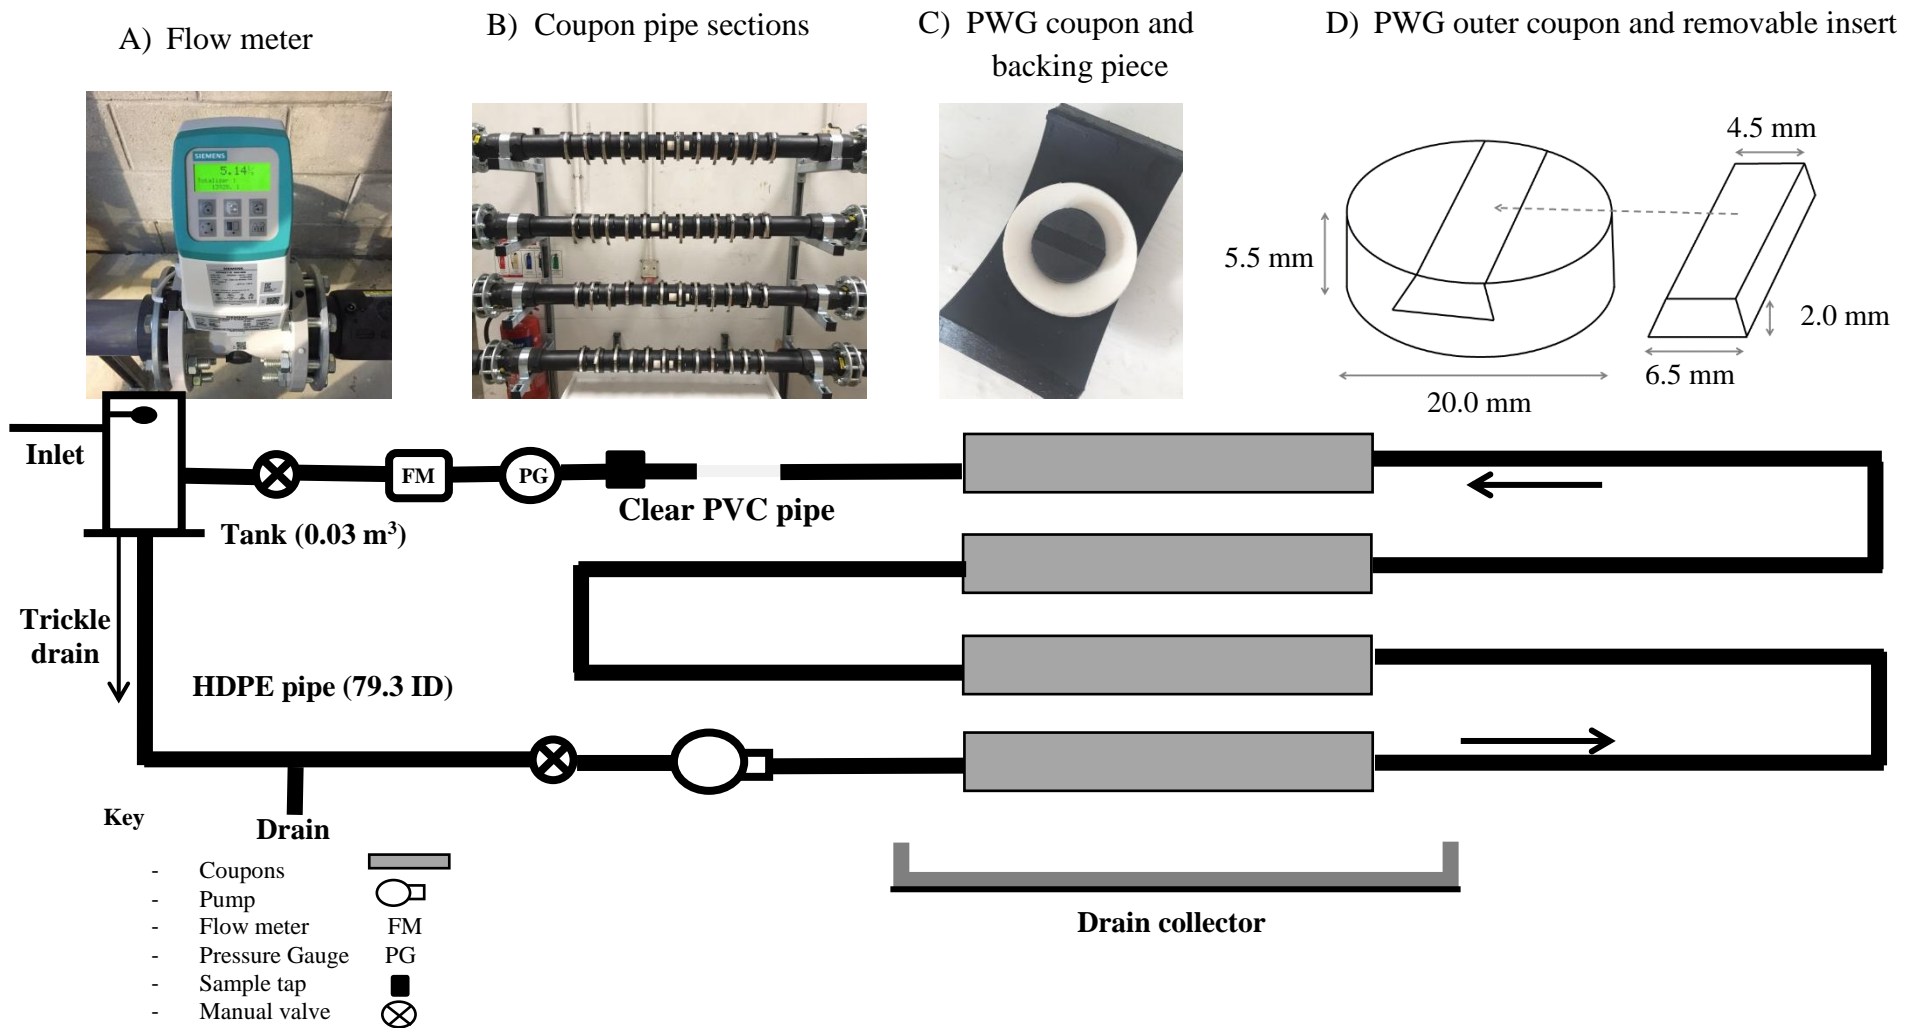 A) Flow meter
B) Coupon pipe sections
C) PWG coupon and
backing piece
D) PWG outer coupon and removable insert
SIEMENS
5.14
Totalizer
4.5 mm
5.5 mm
2.0 mm
6.5 mm
20.0 mm
Inlet
FM
PG
Clear PVC pipe
Tank (0.03 m³)
Trickle
drain
HDPE pipe (79.3 ID)
Key
Drain
- Coupons
- Pump
- Flow meter FM
- Pressure Gauge PG
- Sample tap
- Manual valve
Drain collector